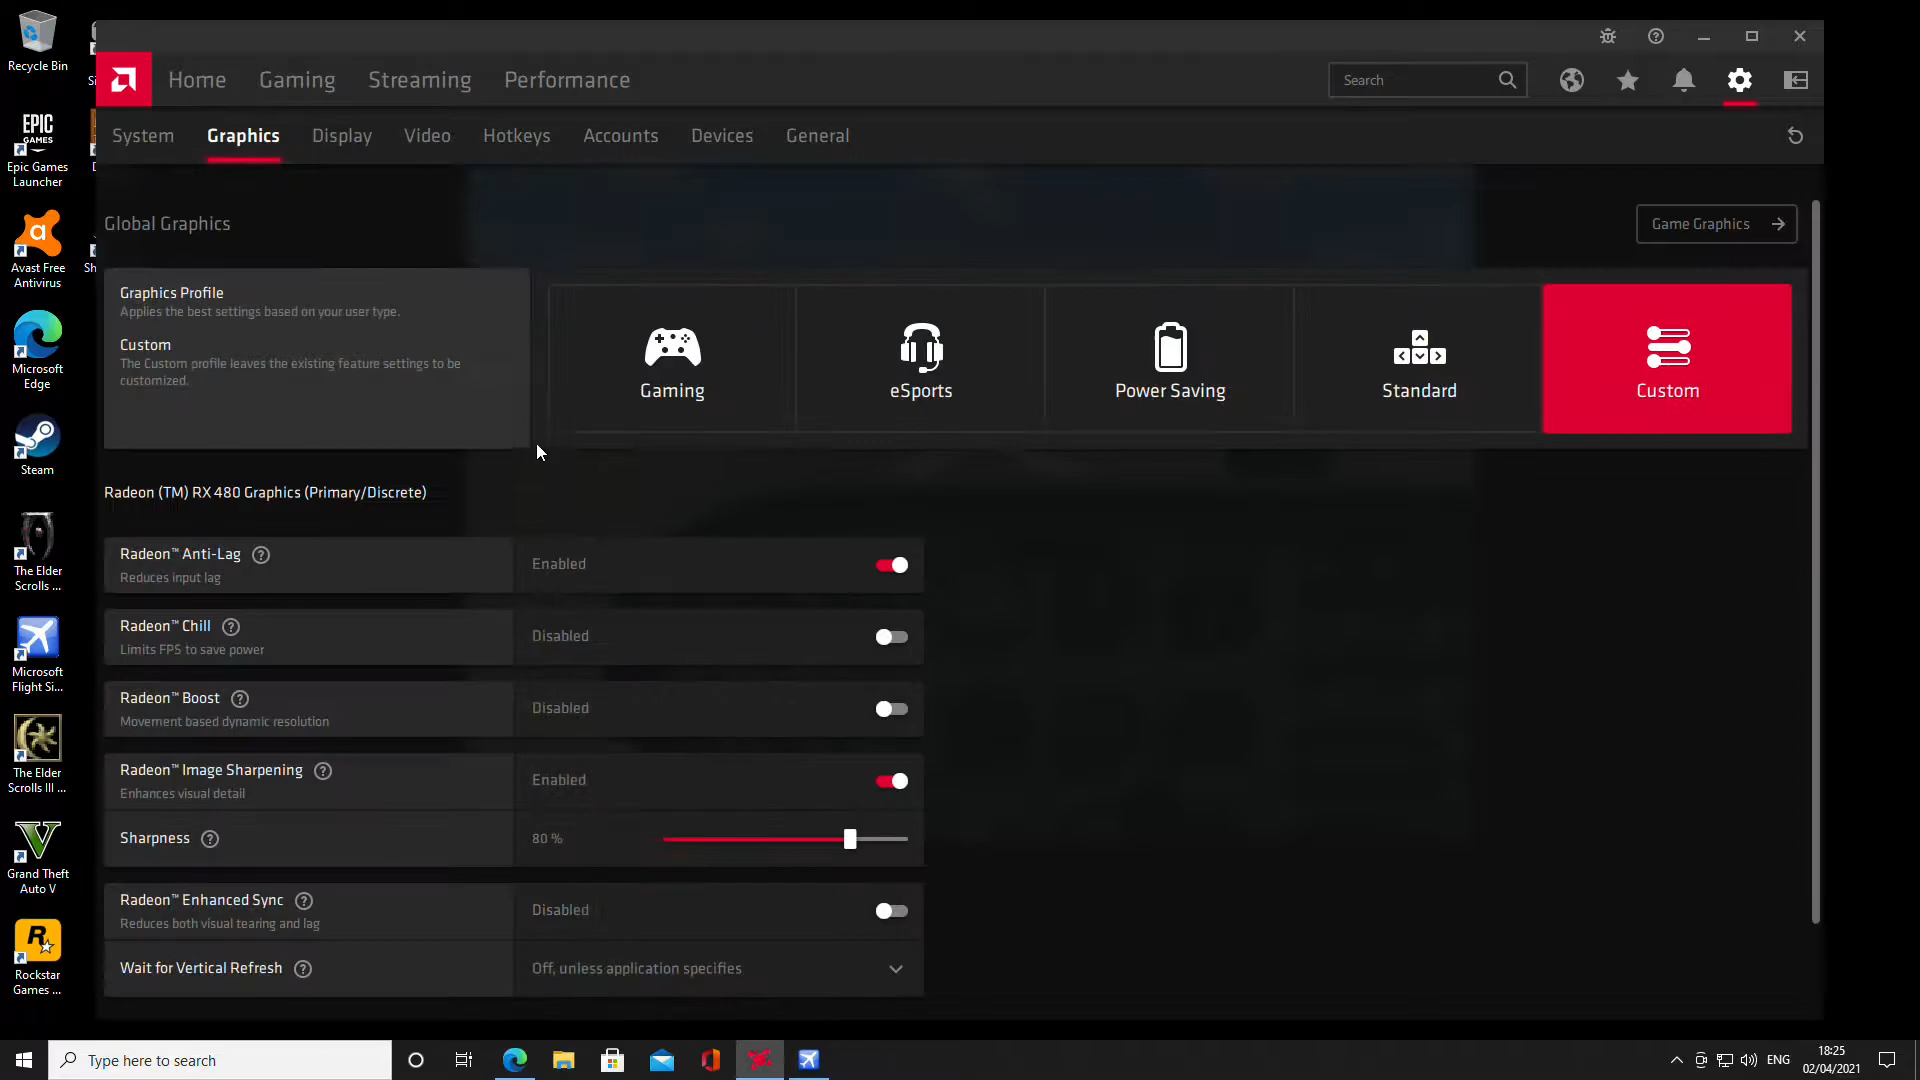 Recycle Bin
Si
EPIC
GAMES
Epic Games
Launcher
D
Avast Free
Antivirus
Sh
Microsoft
Edge
Steam
The Elder
Scrolls ...
Microsoft
Flight Si...
The Elder
Scrolls III ...
Grand Theft
Auto V
Rockstar
Games ...
Home
Gaming
Streaming
Performance
Search
System
Graphics
Display
Video
Hotkeys
Accounts
Devices
General
Global Graphics
Game Graphics
Graphics Profile
Applies the best settings based on your user type.
Custom
The Custom profile leaves the existing feature settings to be
customized.
Gaming
eSports
Power Saving
Standard
Custom
Radeon (TM) RX 480 Graphics (Primary/Discrete)
Radeon™ Anti-Lag
Reduces input lag
Enabled
Radeon™ Chill
Limits FPS to save power
Disabled
Radeon™ Boost
Movement based dynamic resolution
Disabled
Radeon™ Image Sharpening
Enhances visual detail
Enabled
Sharpness
80 %
Radeon™ Enhanced Sync
Reduces both visual tearing and lag
Disabled
Wait for Vertical Refresh
Off, unless application specifies
Type here to search
ENG
18:25
02/04/2021